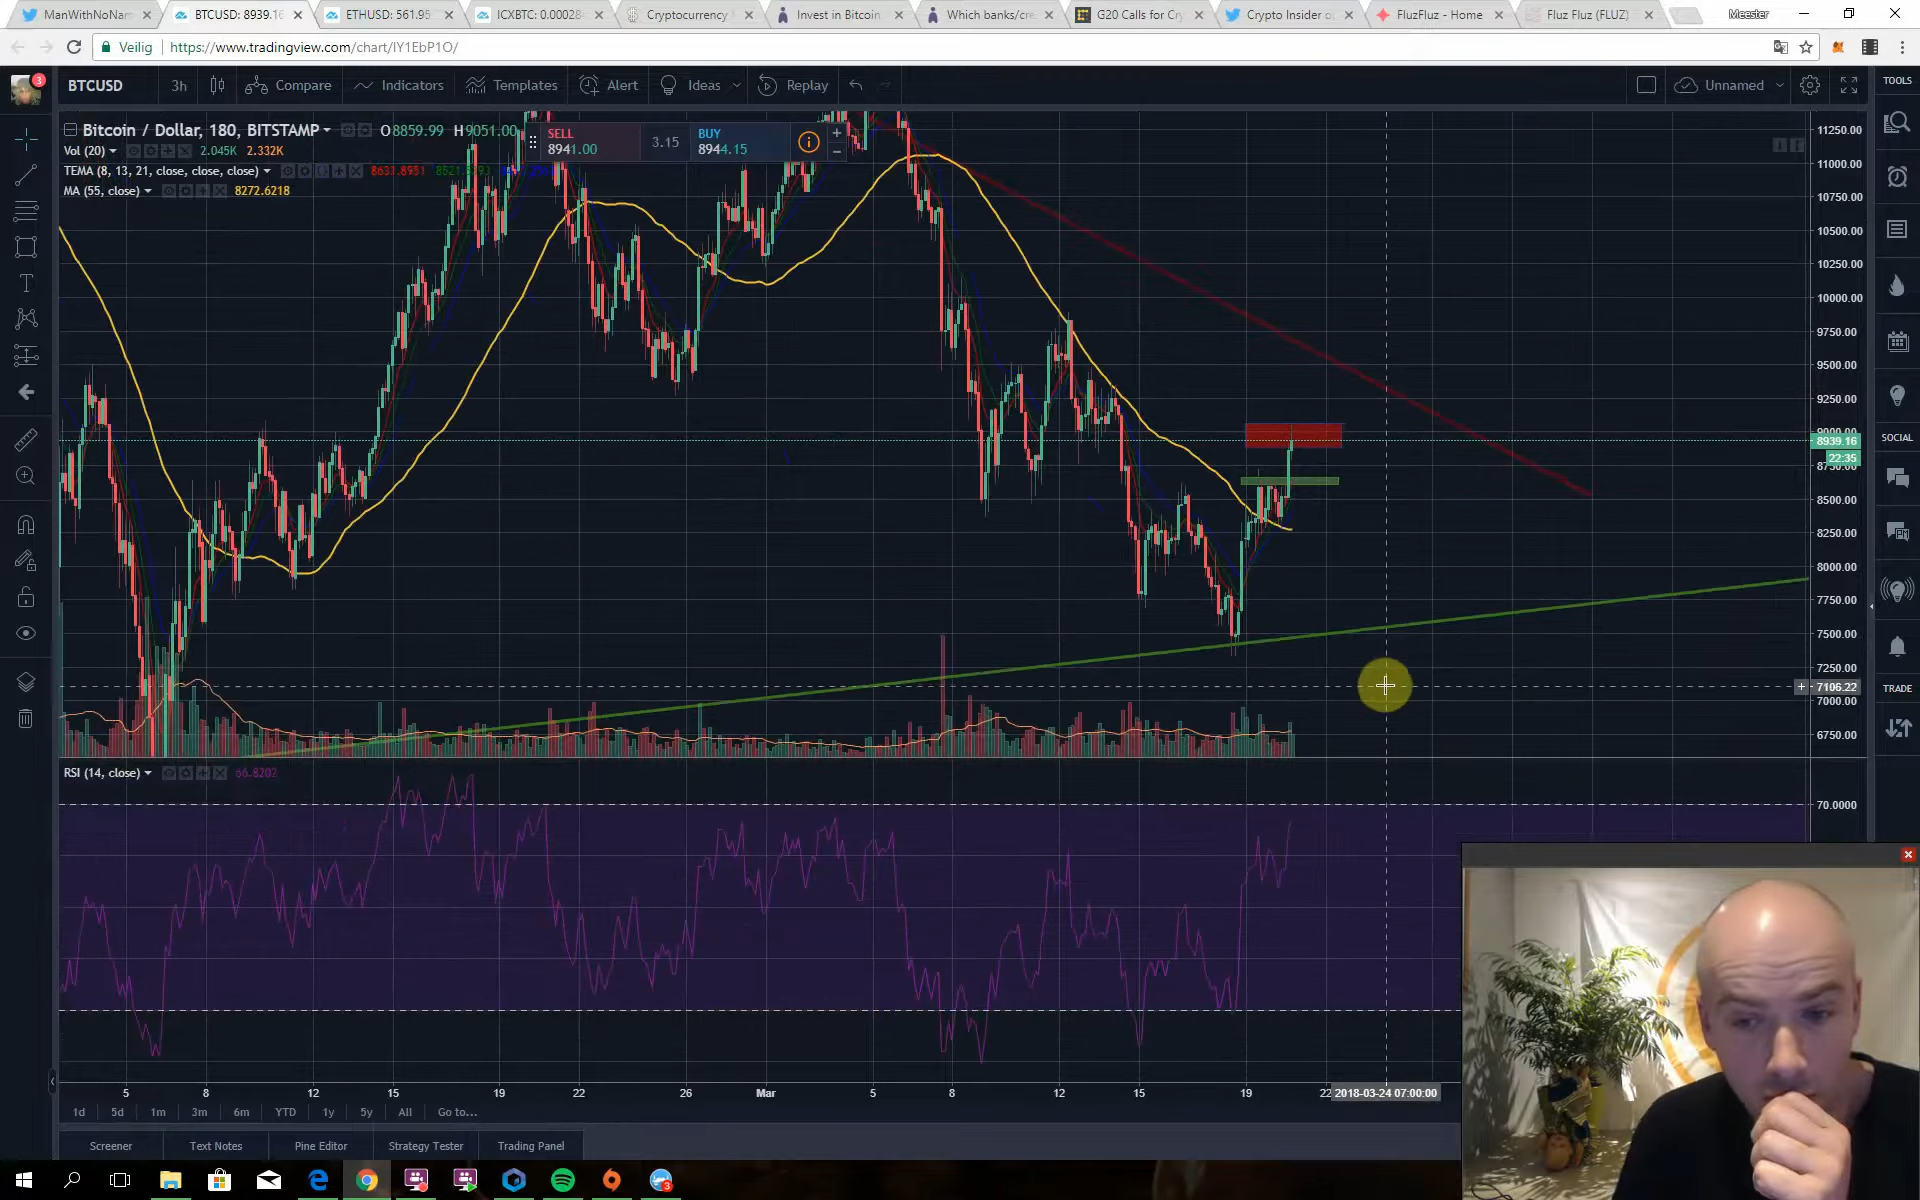 ManWithNoNam
BTCUSD: 8939.16
ETHUSD: 561.95
ICXBTC: 0.00028
Cryptocurrency
Invest in Bitcoin
Which banks/cre
G20 Calls for Cr
Crypto Insider o
FluzFluz - Home
Fluz Fluz (FLUZ)
Meester
Veilig
https://www.tradingview.com/chart/IY1EbP1O/
3
BTCUSD
3h
Compare
Indicators
Templates
Alert
Ideas
Replay
Unnamed
TOOLS
Bitcoin / Dollar, 180, BITSTAMP
O8859.99 H9051.00
SELL
8941.00
3.15
BUY
8944.15
Vol (20)
2.045K 2.332K
TEMA (8, 13, 21, close, close, close)
8631.8951
MA (55, close)
8272.6218
11250.00
11000.00
10750.00
10500.00
10250.00
10000.00
9750.00
9500.00
9250.00
9000.00
8939.16
22:35
8750.00
8500.00
8250.00
8000.00
7750.00
7500.00
7250.00
7106.22
7000.00
6750.00
SOCIAL
TRADE
RSI (14, close)
66.8202
70.0000
5 8 12 15 19 22 26 Mar 5 8 12 15 19 22 2018-03-24 07:00:00
1d 5d 1m 3m 6m YTD 1y 5y All Go to...
Screener
Text Notes
Pine Editor
Strategy Tester
Trading Panel
3